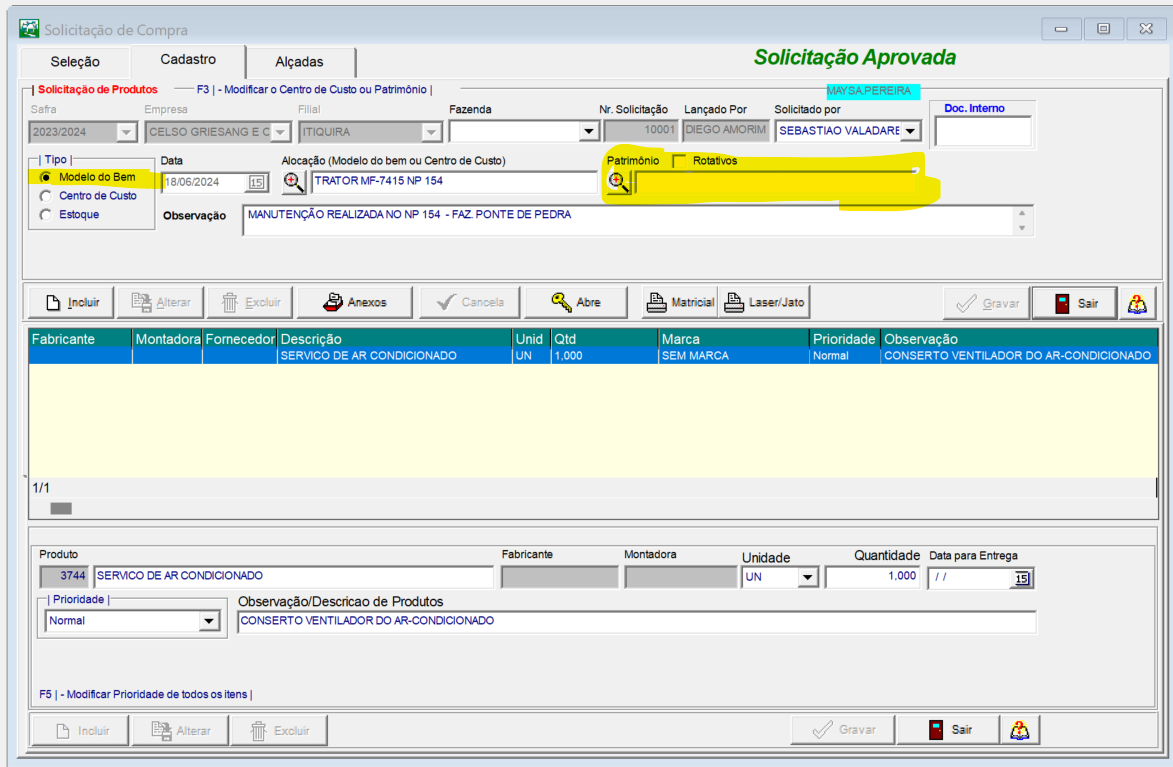 Solicitação de Compra
Seleção Cadastro Alçadas Solicitação Aprovada
| Solicitação de Produtos F3 | - Modificar o Centro de Custo ou Patrimônio | MAYSA.PEREIRA
Safra Empresa Filial Fazenda Nr. Solicitação Lançado Por Solicitado por Doc. Interno
2023/2024 CELSO GRIESANG E C ITIQUIRA 10001 DIEGO AMORIM SEBASTIAO VALADARE
| Tipo | Data Alocação (Modelo do bem ou Centro de Custo) Patrimônio Rotativos
Modelo do Bem 18/06/2024 15 TRATOR MF-7415 NP 154
Centro de Custo
Estoque Observação MANUTENÇÃO REALIZADA NO NP 154 - FAZ. PONTE DE PEDRA
Incluir Alterar Excluir Anexos Cancela Abre Matricial Laser/Jato Gravar Sair
Fabricante Montadora Fornecedor Descrição Unid Qtd Marca Prioridade Observação
SERVICO DE AR CONDICIONADO UN 1,000 SEM MARCA Normal CONSERTO VENTILADOR DO AR-CONDICIONADO
1/1
Produto Fabricante Montadora Unidade Quantidade Data para Entrega
3744 SERVICO DE AR CONDICIONADO UN 1,000 / / 15
| Prioridade | Observação/Descricao de Produtos
Normal CONSERTO VENTILADOR DO AR-CONDICIONADO
F5 | - Modificar Prioridade de todos os itens |
Incluir Alterar Excluir Gravar Sair